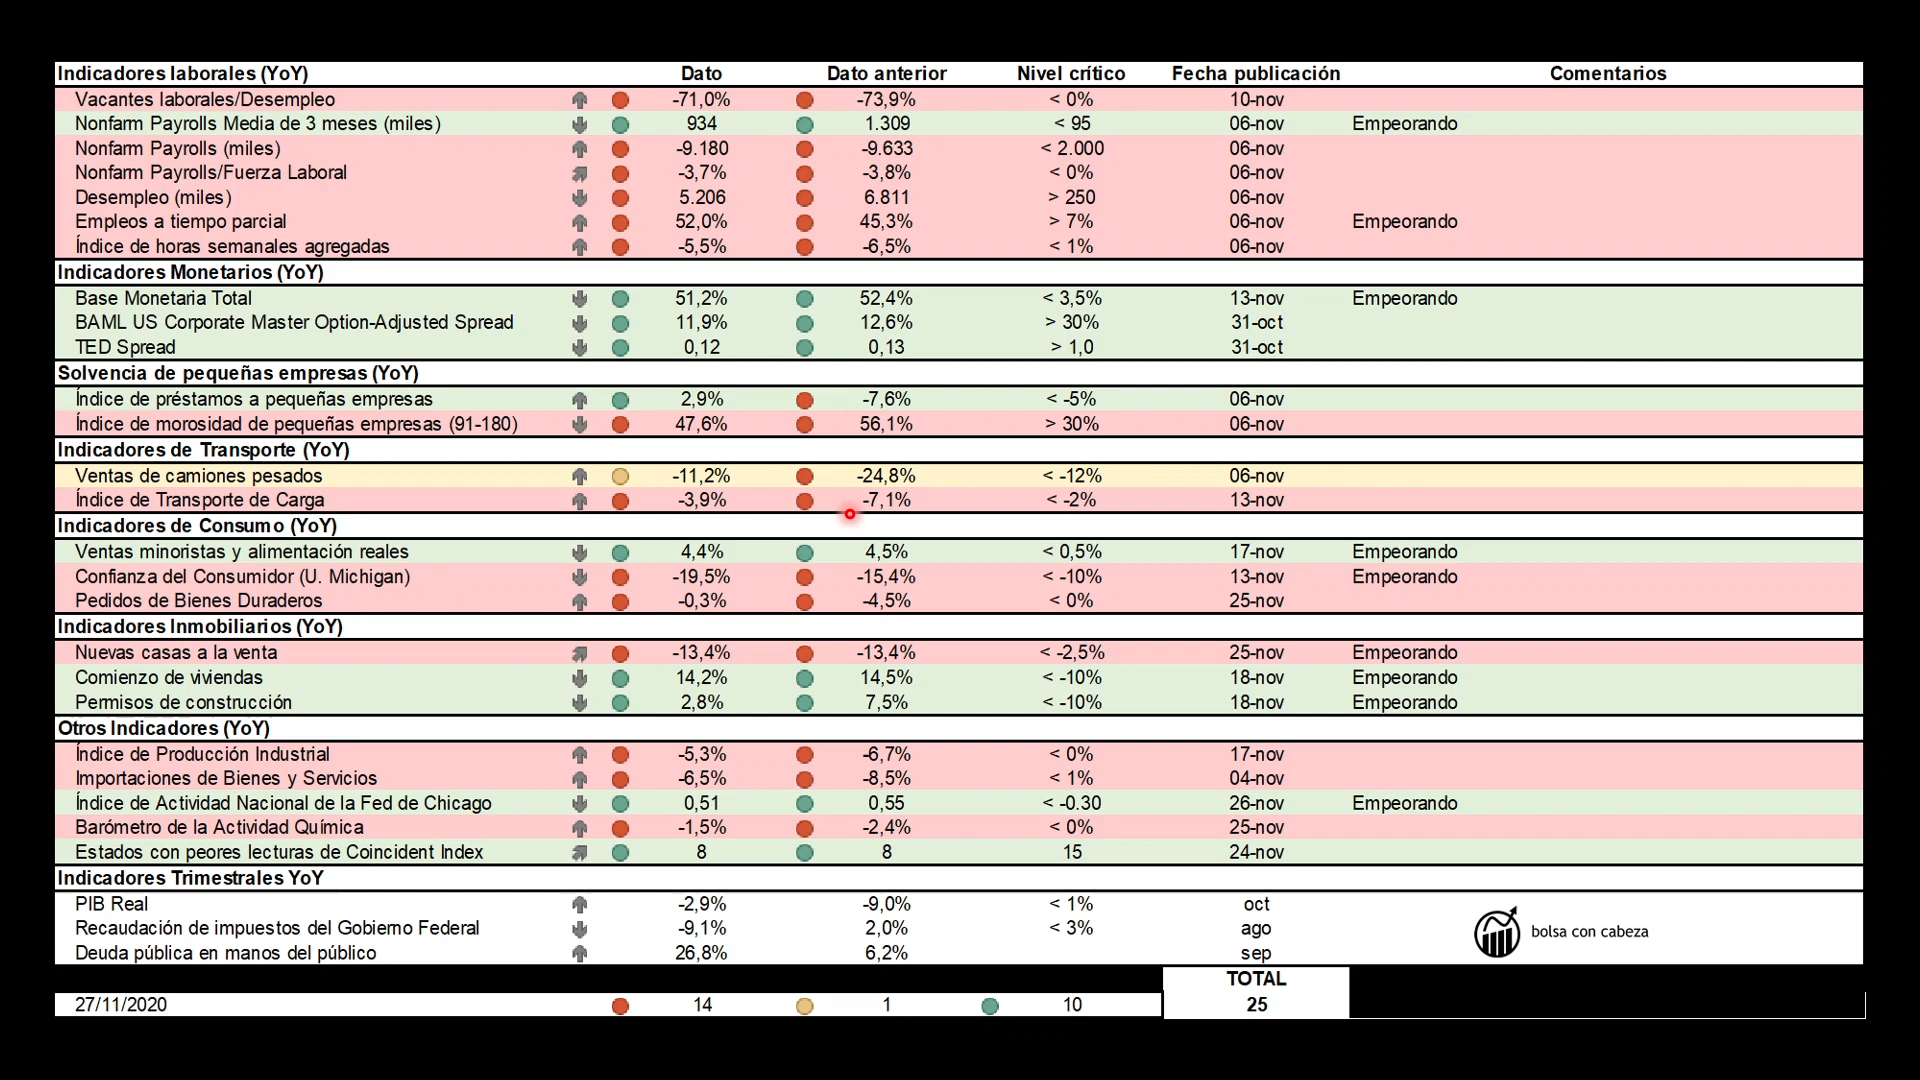 Indicadores laborales (YoY) Dato Dato anterior Nivel crítico Fecha publicación Comentarios
Vacantes laborales/Desempleo -71,0% -73,9% < 0% 10-nov
Nonfarm Payrolls Media de 3 meses (miles) 934 1.309 < 95 06-nov Empeorando
Nonfarm Payrolls (miles) -9.180 -9.633 < 2.000 06-nov
Nonfarm Payrolls/Fuerza Laboral -3,7% -3,8% < 0% 06-nov
Desempleo (miles) 5.206 6.811 > 250 06-nov
Empleos a tiempo parcial 52,0% 45,3% > 7% 06-nov Empeorando
Índice de horas semanales agregadas -5,5% -6,5% < 1% 06-nov
Indicadores Monetarios (YoY)
Base Monetaria Total 51,2% 52,4% < 3,5% 13-nov Empeorando
BAML US Corporate Master Option-Adjusted Spread 11,9% 12,6% > 30% 31-oct
TED Spread 0,12 0,13 > 1,0 31-oct
Solvencia de pequeñas empresas (YoY)
Índice de préstamos a pequeñas empresas 2,9% -7,6% < -5% 06-nov
Índice de morosidad de pequeñas empresas (91-180) 47,6% 56,1% > 30% 06-nov
Indicadores de Transporte (YoY)
Ventas de camiones pesados -11,2% -24,8% < -12% 06-nov
Índice de Transporte de Carga -3,9% -7,1% < -2% 13-nov
Indicadores de Consumo (YoY)
Ventas minoristas y alimentación reales 4,4% 4,5% < 0,5% 17-nov Empeorando
Confianza del Consumidor (U. Michigan) -19,5% -15,4% < -10% 13-nov Empeorando
Pedidos de Bienes Duraderos -0,3% -4,5% < 0% 25-nov
Indicadores Inmobiliarios (YoY)
Nuevas casas a la venta -13,4% -13,4% < -2,5% 25-nov Empeorando
Comienzo de viviendas 14,2% 14,5% < -10% 18-nov Empeorando
Permisos de construcción 2,8% 7,5% < -10% 18-nov Empeorando
Otros Indicadores (YoY)
Índice de Producción Industrial -5,3% -6,7% < 0% 17-nov
Importaciones de Bienes y Servicios -6,5% -8,5% < 1% 04-nov
Índice de Actividad Nacional de la Fed de Chicago 0,51 0,55 < -0.30 26-nov Empeorando
Barómetro de la Actividad Química -1,5% -2,4% < 0% 25-nov
Estados con peores lecturas de Coincident Index 8 8 15 24-nov
Indicadores Trimestrales YoY
PIB Real -2,9% -9,0% < 1% oct
Recaudación de impuestos del Gobierno Federal -9,1% 2,0% < 3% ago
Deuda pública en manos del público 26,8% 6,2% sep
bolsa con cabeza
TOTAL
27/11/2020 14 1 10 25